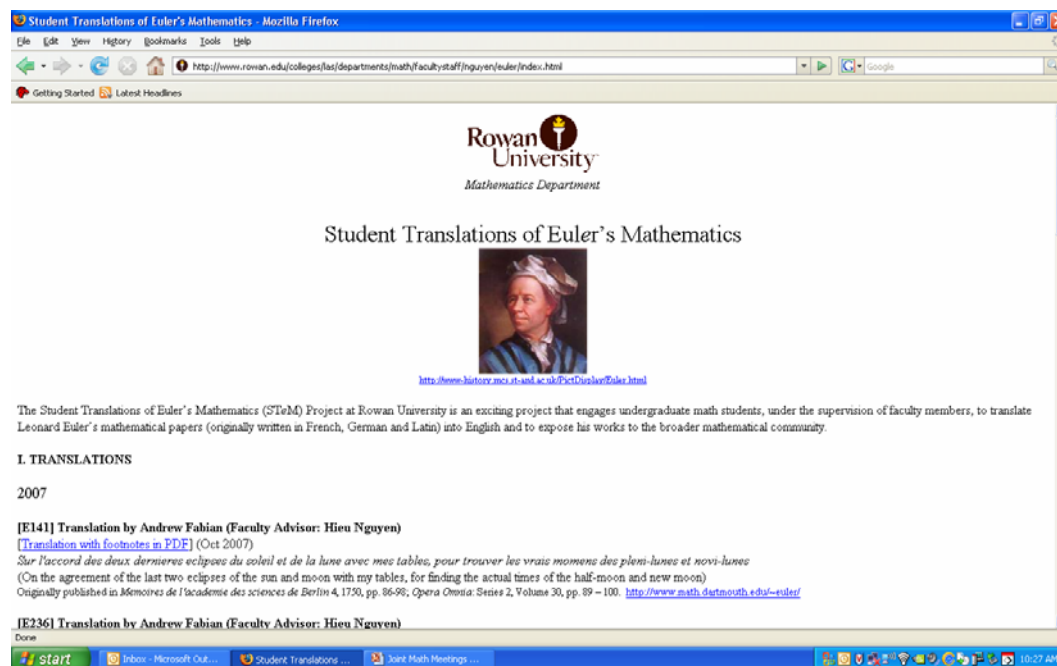 Student Translations of Euler's Mathematics - Mozilla Firefox
File Edit View History Bookmarks Tools Help
http://www.rowan.edu/colleges/las/departments/math/facultystaff/nguyen/euler/index.html
Google
Getting Started Latest Headlines
Rowan
University
Mathematics Department
Student Translations of Euler's Mathematics
http://www-history.mcs.st-and.ac.uk/PictDisplay/Euler.html
The Student Translations of Euler's Mathematics (STeM) Project at Rowan University is an exciting project that engages undergraduate math students, under the supervision of faculty members, to translate
Leonard Euler's mathematical papers (originally written in French, German and Latin) into English and to expose his works to the broader mathematical community.
I. TRANSLATIONS
2007
[E141] Translation by Andrew Fabian (Faculty Advisor: Hieu Nguyen)
[Translation with footnotes in PDF] (Oct 2007)
Sur l'accord des deux dernieres eclipses du soleil et de la lune avec mes tables, pour trouver les vrais momens des pleni-lunes et novi-lunes
(On the agreement of the last two eclipses of the sun and moon with my tables, for finding the actual times of the half-moon and new moon)
Originally published in Memoires de l'academie des sciences de Berlin 4, 1750, pp. 86-98; Opera Omnia: Series 2, Volume 30, pp. 89 – 100. http://www.math.dartmouth.edu/~euler/
[E236] Translation by Andrew Fabian (Faculty Advisor: Hieu Nguyen)
Done
start Inbox - Microsoft Out... Student Translations ... Joint Math Meetings ... 10:27 AM